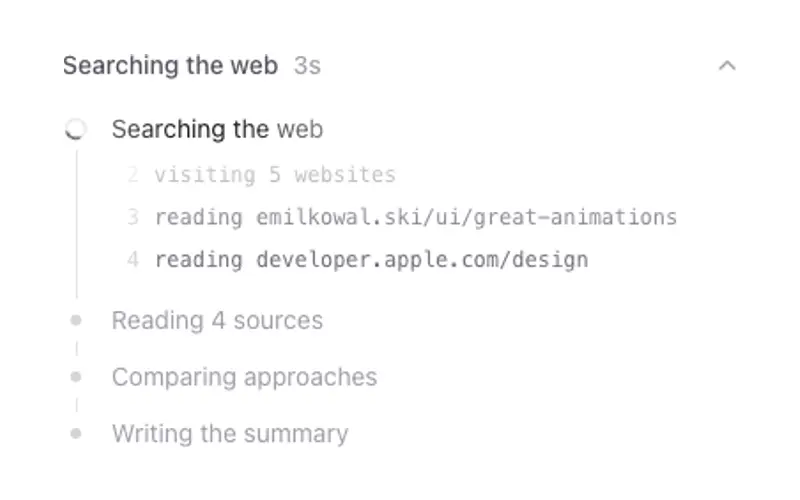 Searching the web 3s
Searching the web
2 visiting 5 websites
3 reading emilkowal.ski/ui/great-animations
4 reading developer.apple.com/design
Reading 4 sources
Comparing approaches
Writing the summary